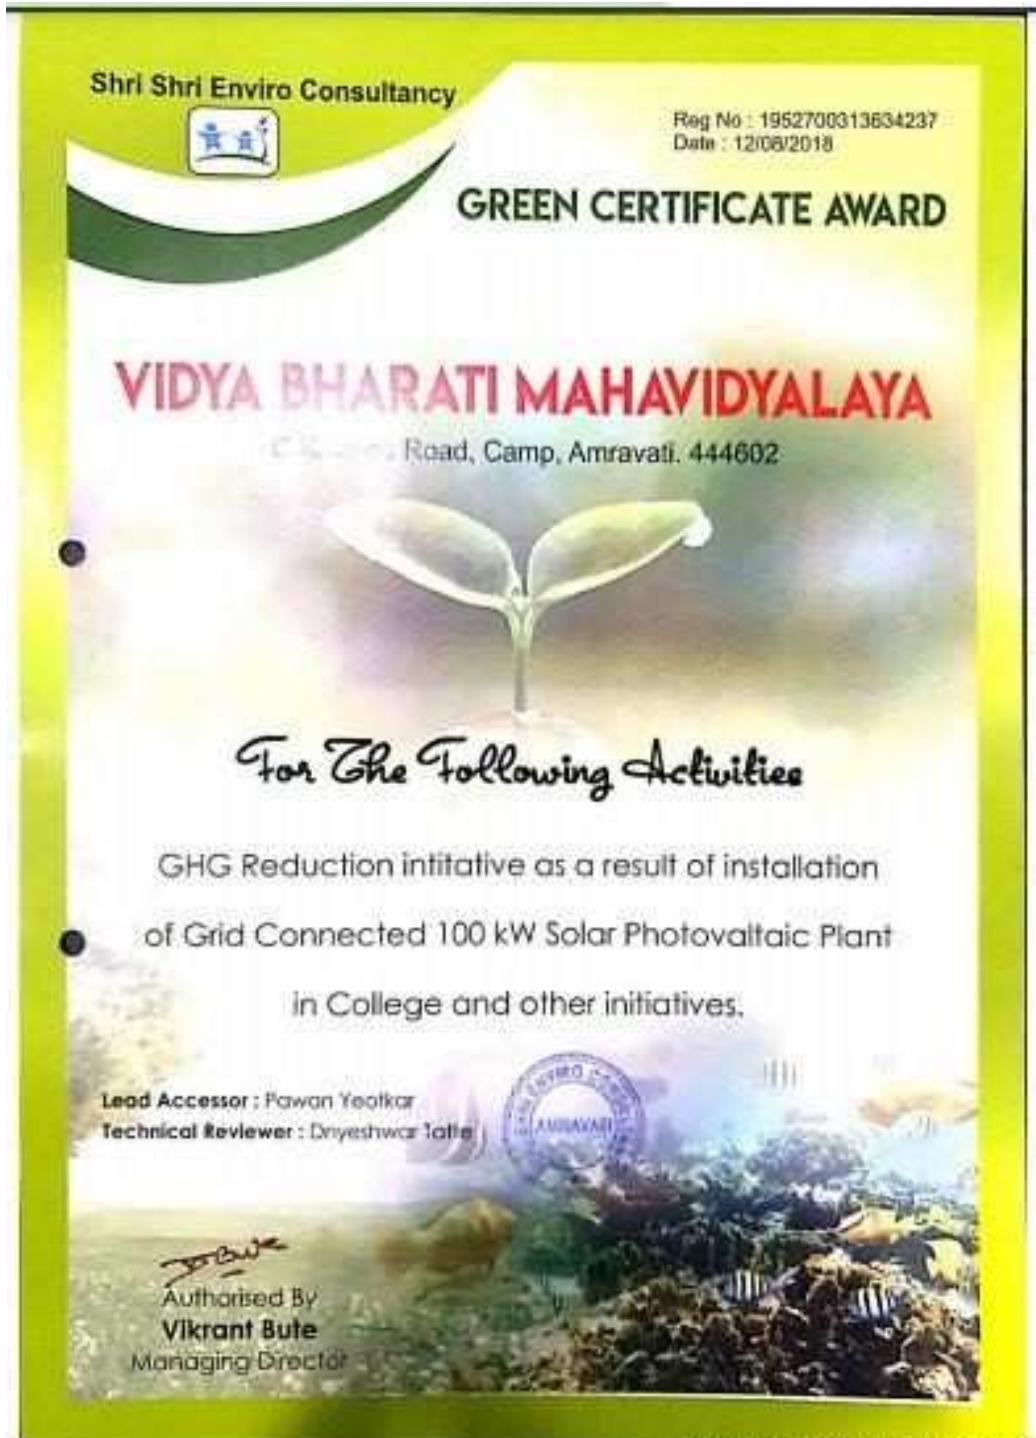 Shri Shri Enviro Consultancy
Reg No : 1952700313634237
Date : 12/08/2018
GREEN CERTIFICATE AWARD
VIDYA BHARATI MAHAVIDYALAYA
Road, Camp, Amravati. 444602
For The Following Activities
GHG Reduction intitative as a result of installation
of Grid Connected 100 kW Solar Photovaltaic Plant
in College and other initiatives.
Lead Accessor : Pawan Yeotkar
Technical Reviewer : Dnyeshwar Tatte
ENVIRO
AMRAVATI
Authorised By
Vikrant Bute
Managing Director